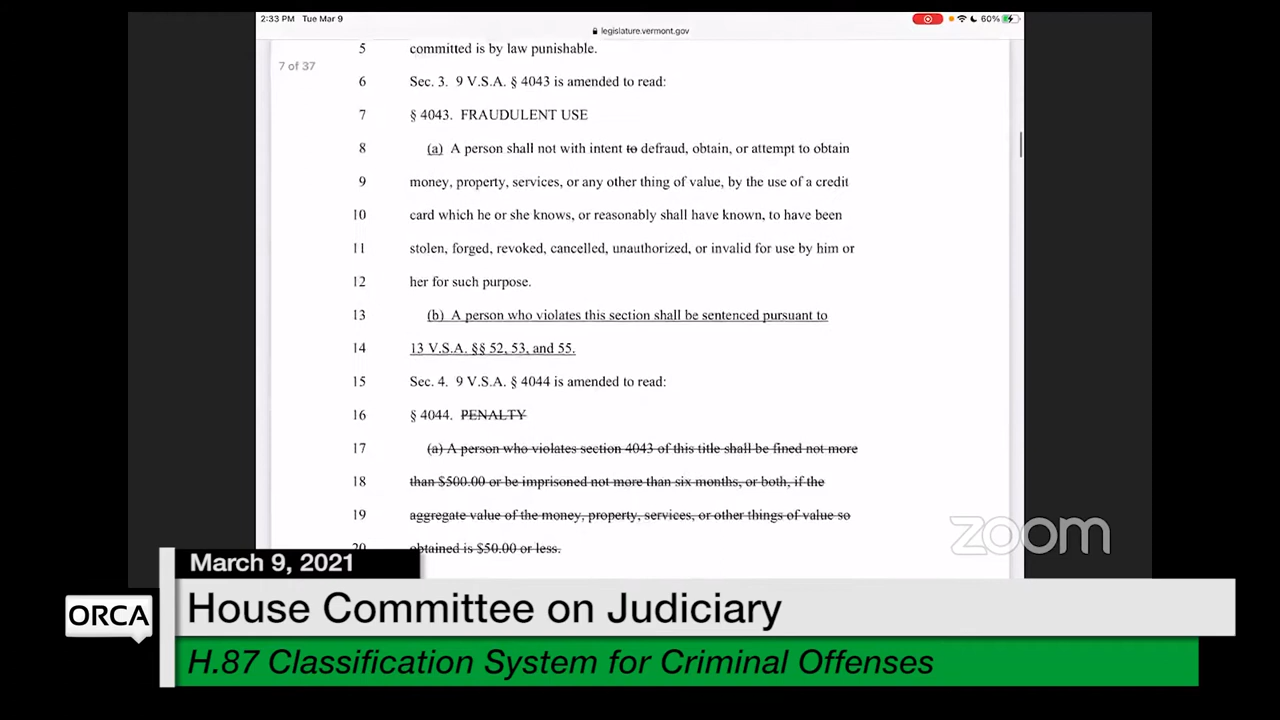 2:33 PM Tue Mar 9
60%
legislature.vermont.gov
5 committed is by law punishable.
7 of 37
6 Sec. 3. 9 V.S.A. § 4043 is amended to read:
7 § 4043. FRAUDULENT USE
8 (a) A person shall not with intent to defraud, obtain, or attempt to obtain
9 money, property, services, or any other thing of value, by the use of a credit
10 card which he or she knows, or reasonably shall have known, to have been
11 stolen, forged, revoked, cancelled, unauthorized, or invalid for use by him or
12 her for such purpose.
13 (b) A person who violates this section shall be sentenced pursuant to
14 13 V.S.A. §§ 52, 53, and 55.
15 Sec. 4. 9 V.S.A. § 4044 is amended to read:
16 § 4044. PENALTY
17 (a) A person who violates section 4043 of this title shall be fined not more
18 than $500.00 or be imprisoned not more than six months, or both, if the
19 aggregate value of the money, property, services, or other things of value so
20 obtained is $50.00 or less.
zoom
March 9, 2021
ORCA
House Committee on Judiciary
H.87 Classification System for Criminal Offenses